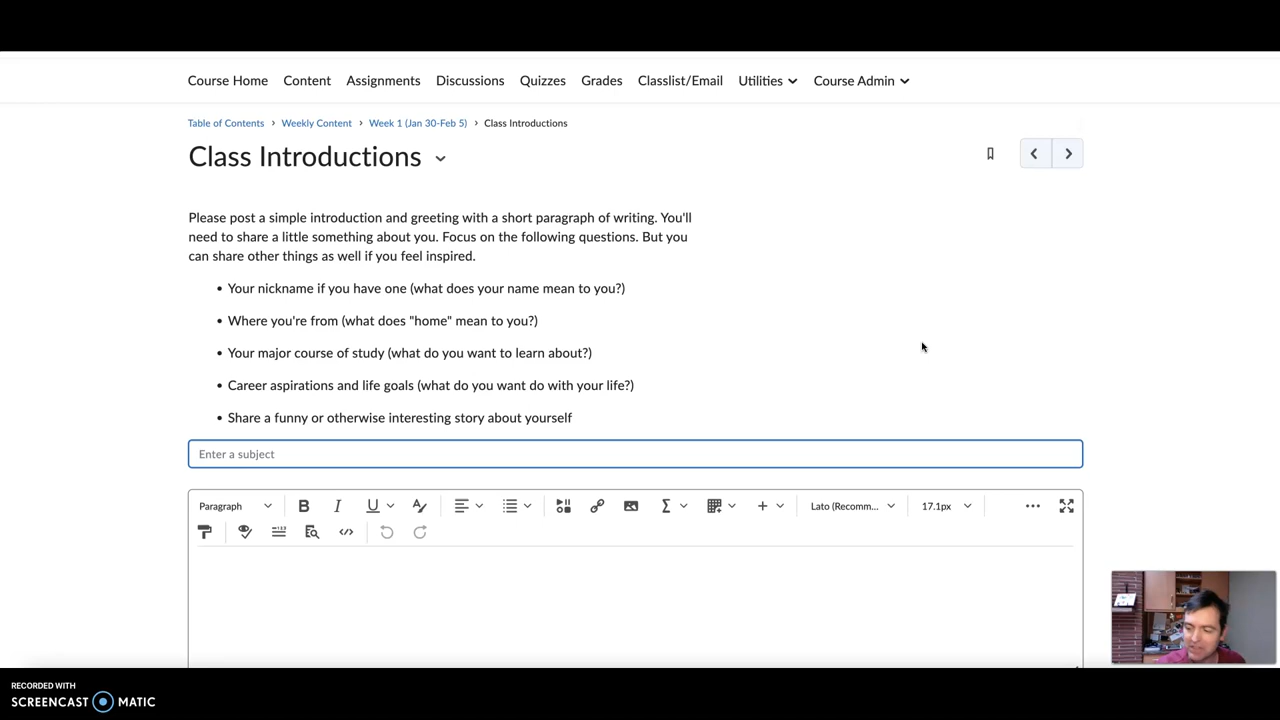 Course Home Content Assignments Discussions Quizzes Grades Classlist/Email Utilities Course Admin
Table of Contents › Weekly Content › Week 1 (Jan 30-Feb 5) › Class Introductions
Class Introductions
Please post a simple introduction and greeting with a short paragraph of writing. You'll
need to share a little something about you. Focus on the following questions. But you
can share other things as well if you feel inspired.
• Your nickname if you have one (what does your name mean to you?)
• Where you're from (what does "home" mean to you?)
• Your major course of study (what do you want to learn about?)
• Career aspirations and life goals (what do you want do with your life?)
• Share a funny or otherwise interesting story about yourself
Enter a subject
Paragraph B I U Lato (Recomm... 17.1px
RECORDED WITH
SCREENCAST MATIC